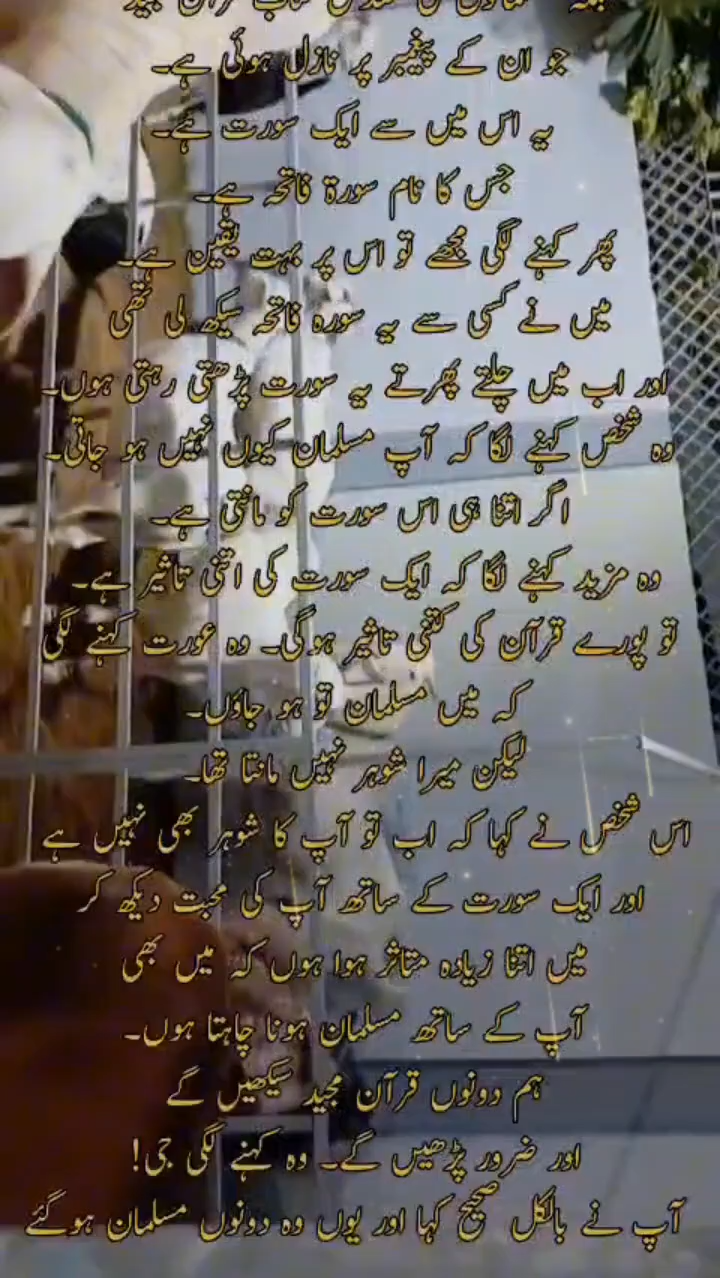 کتاب قرآن مجید
جو ان کے پیغمبر پر نازل ہوئی ہے۔
یہ اس میں سے ایک سورت ہے۔
جس کا نام سورۃ فاتحہ ہے۔
پھر کہنے لگی مجھے تو اس پر بہت یقین ہے۔
میں نے کسی سے یہ سورہ فاتحہ سیکھ لی تھی
اور اب میں چلتے پھرتے یہ سورت پڑھتی رہتی ہوں۔
وہ شخص کہنے لگا کہ آپ مسلمان کیوں نہیں ہو جاتی۔
اگر اتنا ہی اس سورت کو مانتی ہے۔
وہ مزید کہنے لگا کہ ایک سورت کی اتنی تاثیر ہے۔
تو پورے قرآن کی کتنی تاثیر ہوگی۔ وہ عورت کہنے لگی
کہ میں مسلمان تو ہو جاؤں۔
لیکن میرا شوہر نہیں مانتا تھا۔
اس شخص نے کہا کہ اب تو آپ کا شوہر بھی نہیں ہے
اور ایک سورت کے ساتھ آپ کی محبت دیکھ کر
میں اتنا زیادہ متاثر ہوا ہوں کہ میں بھی
آپ کے ساتھ مسلمان ہونا چاہتا ہوں۔
ہم دونوں قرآن مجید سیکھیں گے
اور ضرور پڑھیں گے۔ وہ کہنے لگی جی!
آپ نے بالکل صحیح کہا اور یوں وہ دونوں مسلمان ہوگئے